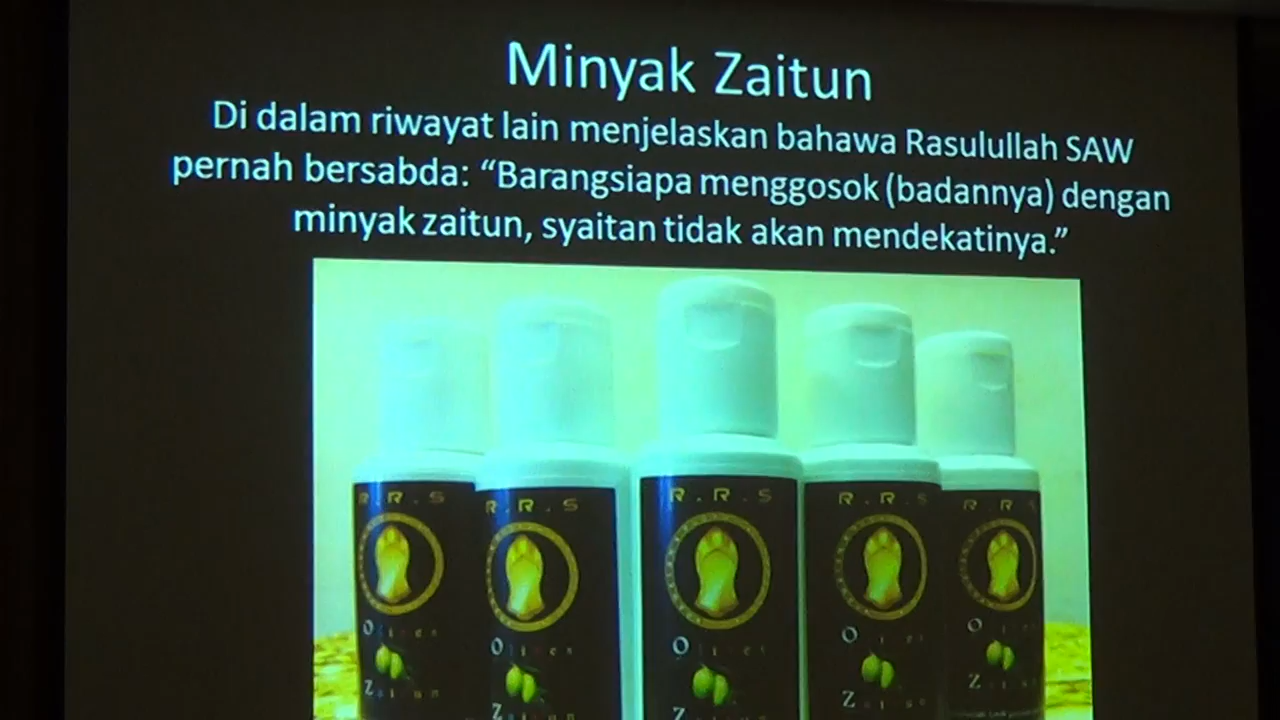 Minyak Zaitun
Di dalam riwayat lain menjelaskan bahawa Rasulullah SAW
pernah bersabda: “Barangsiapa menggosok (badannya) dengan
minyak zaitun, syaitan tidak akan mendekatinya.”
R.R.S
R.R.S
R.R.S
R R S
R R S